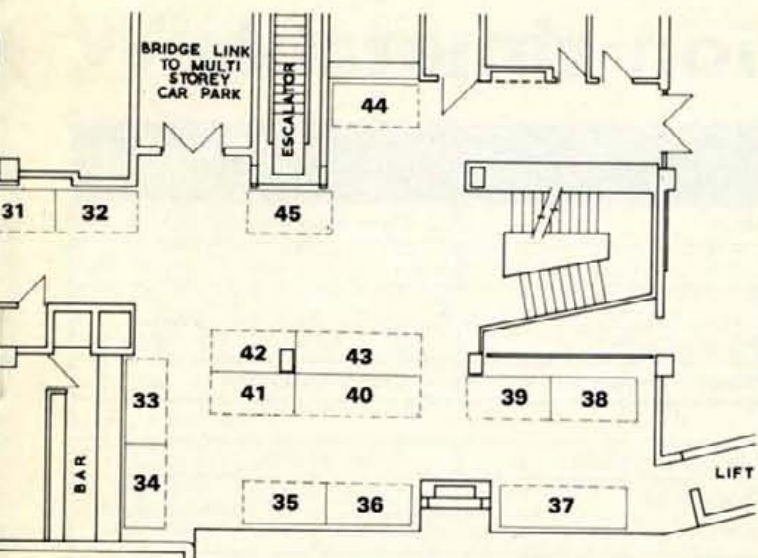 BRIDGE LINK
TO MULTI
STOREY
CAR PARK
ESCALATOR
44
31
32
45
42
43
33
41
40
39
38
34
BAR
35
36
37
LIFT